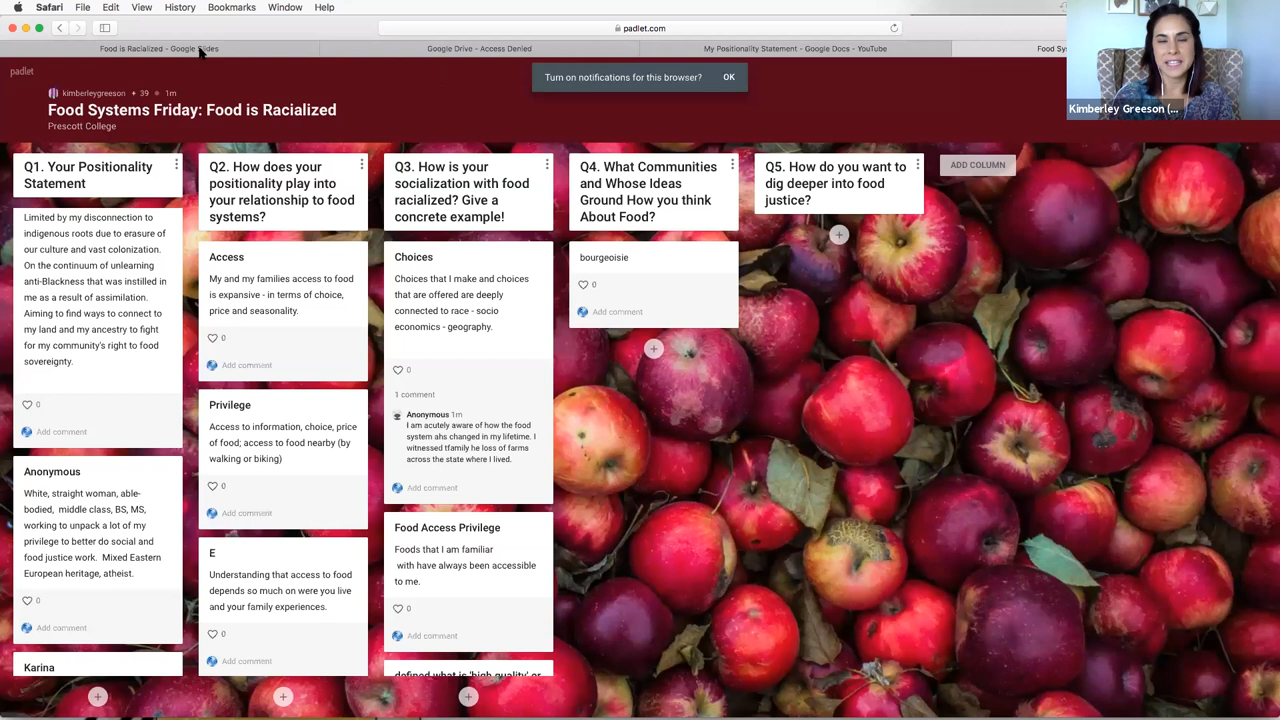 Safari File Edit View History Bookmarks Window Help
padlet.com
Food is Racialized - Google Slides
Google Drive - Access Denied
My Positionality Statement - Google Docs - YouTube
Food Sy
padlet
Turn on notifications for this browser? OK
kimberleygreeson + 39 1m
Food Systems Friday: Food is Racialized
Prescott College
Kimberley Greeson (...
Q1. Your Positionality
Statement
Limited by my disconnection to
indigenous roots due to erasure of
our culture and vast colonization.
On the continuum of unlearning
anti-Blackness that was instilled in
me as a result of assimilation.
Aiming to find ways to connect to
my land and my ancestry to fight
for my community's right to food
sovereignty.
0
Add comment
Anonymous
White, straight woman, able-
bodied, middle class, BS, MS,
working to unpack a lot of my
privilege to better do social and
food justice work. Mixed Eastern
European heritage, atheist.
0
Add comment
Karina
Q2. How does your
positionality play into
your relationship to food
systems?
Access
My and my families access to food
is expansive - in terms of choice,
price and seasonality.
0
Add comment
Privilege
Access to information, choice, price
of food; access to food nearby (by
walking or biking)
0
Add comment
E
Understanding that access to food
depends so much on were you live
and your family experiences.
0
Add comment
Q3. How is your
socialization with food
racialized? Give a
concrete example!
Choices
Choices that I make and choices
that are offered are deeply
connected to race - socio
economics - geography.
0
1 comment
Anonymous 1m
I am acutely aware of how the food
system ahs changed in my lifetime. I
witnessed tfamily he loss of farms
across the state where I lived.
Add comment
Food Access Privilege
Foods that I am familiar
with have always been accessible
to me.
0
Add comment
defined what is 'high quality' or
Q4. What Communities
and Whose Ideas
Ground How you think
About Food?
bourgeoisie
0
Add comment
Q5. How do you want to
dig deeper into food
justice?
ADD COLUMN